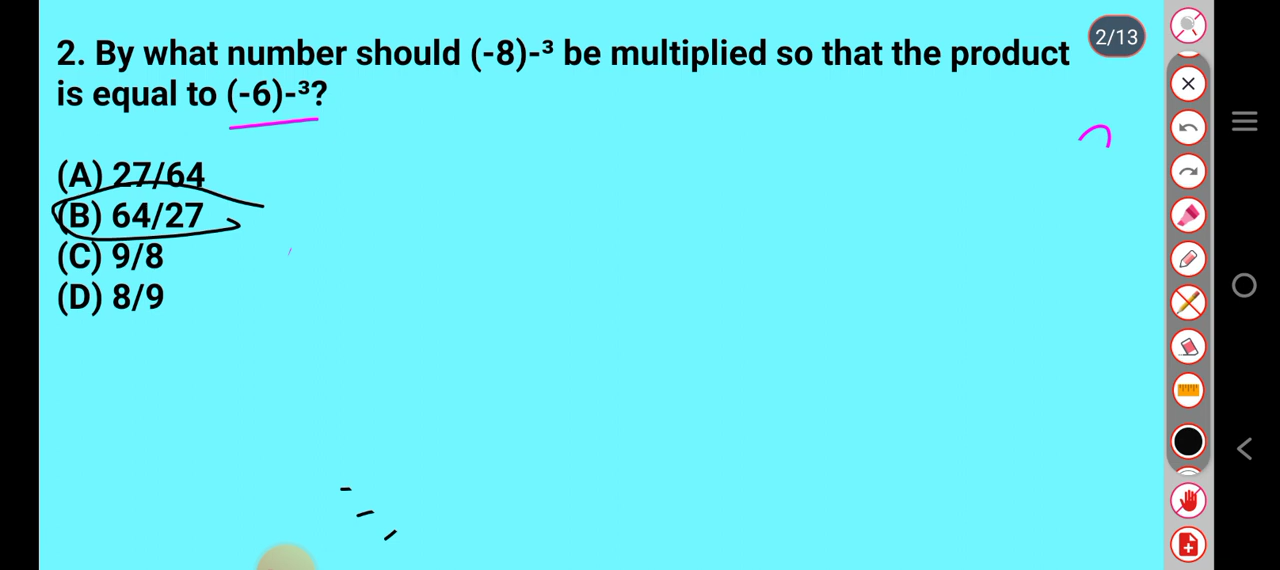 2/13
2. By what number should (-8)-³ be multiplied so that the product
is equal to (-6)-³?
(A) 27/64
(B) 64/27
(C) 9/8
(D) 8/9